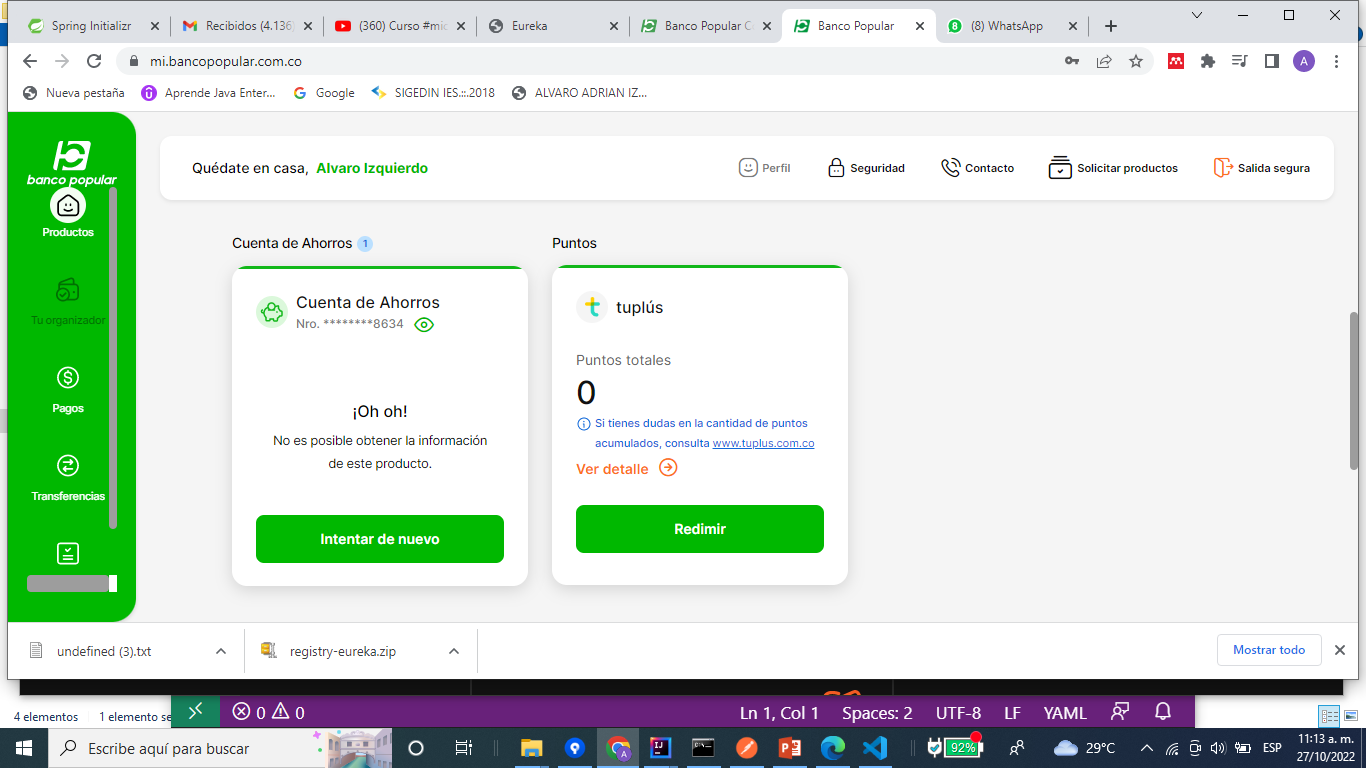 Spring Initializr
Recibidos (4.136)
(360) Curso #mic
Eureka
Banco Popular C
Banco Popular
(8) WhatsApp
mi.bancopopular.com.co
A
Nueva pestaña
Aprende Java Enter...
Google
SIGEDIN IES.::.2018
ALVARO ADRIAN IZ...
banco popular
Productos
Tu organizador
Pagos
Transferencias
Quédate en casa, Alvaro Izquierdo
Perfil
Seguridad
Contacto
Solicitar productos
Salida segura
Cuenta de Ahorros 1
Cuenta de Ahorros
Nro. ********8634
¡Oh oh!
No es posible obtener la información
de este producto.
Intentar de nuevo
Puntos
tuplús
Puntos totales
0
Si tienes dudas en la cantidad de puntos
acumulados, consulta www.tuplus.com.co
Ver detalle
Redimir
undefined (3).txt
registry-eureka.zip
Mostrar todo
4 elementos
1 elemento se
0 0
Ln 1, Col 1
Spaces: 2
UTF-8
LF
YAML
Escribe aquí para buscar
92%
29°C
ESP
11:13 a. m.
27/10/2022